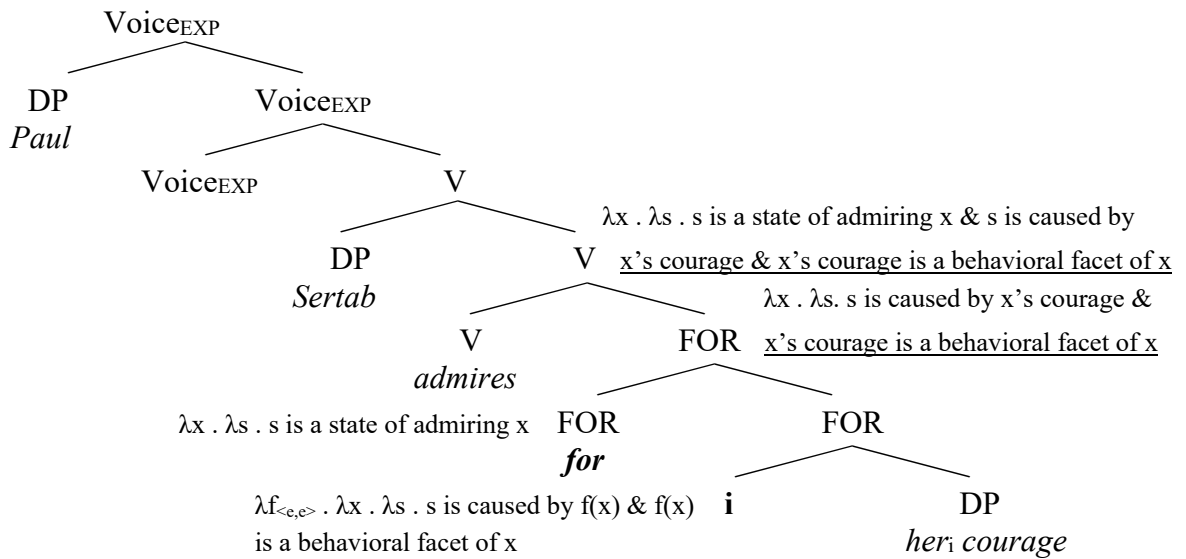 VoiceEXP
DP VoiceEXP
Paul
VoiceEXP V
λx . λs . s is a state of admiring x & s is caused by
DP V x's courage & x's courage is a behavioral facet of x
Sertab λx . λs. s is caused by x's courage &
V FOR x's courage is a behavioral facet of x
admires
λx . λs . s is a state of admiring x FOR FOR
for
λf<e,e> . λx . λs . s is caused by f(x) & f(x) i DP
is a behavioral facet of x heri courage